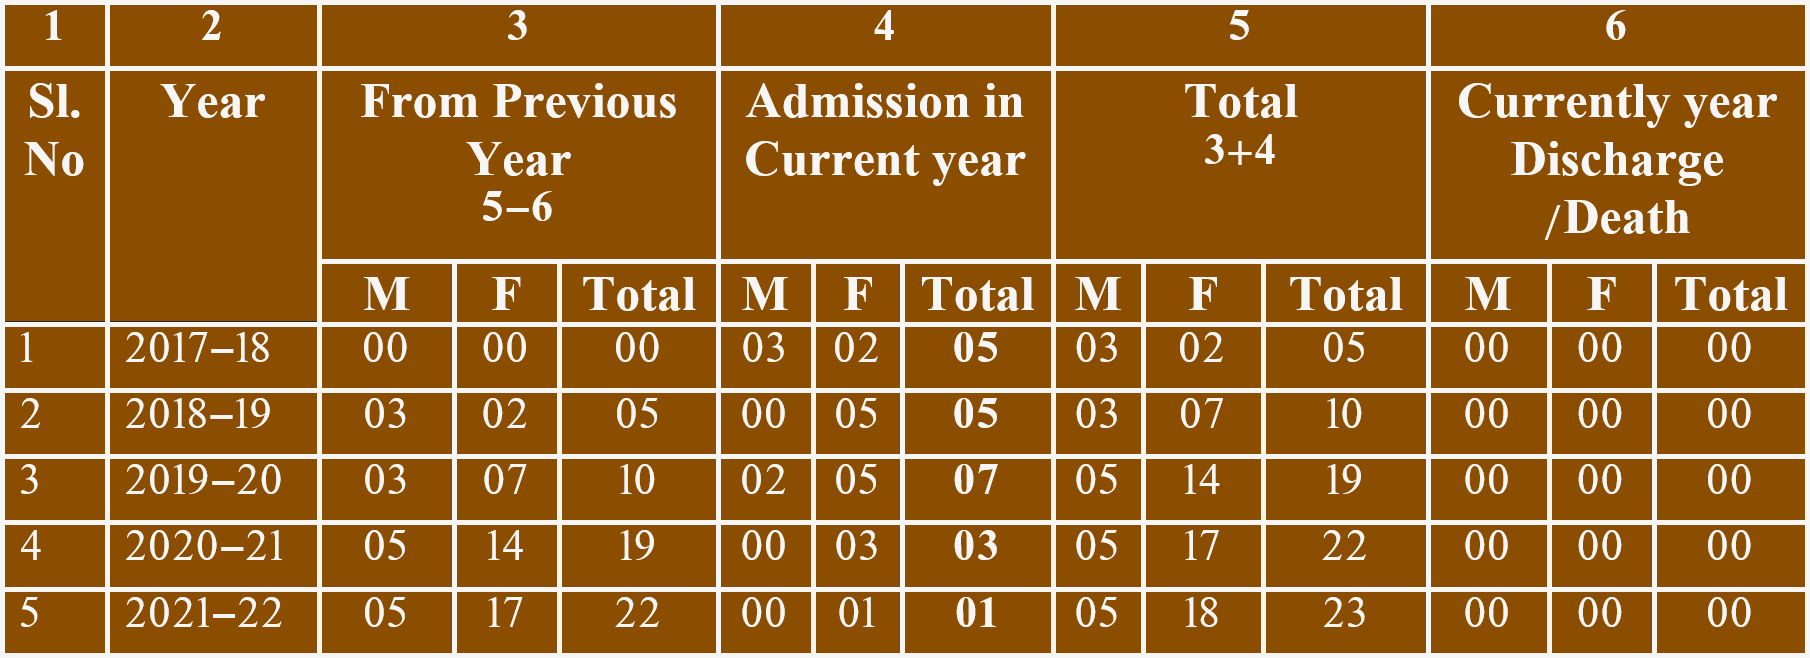 1 2 3 4 5 6
Sl. No Year From Previous Year 5–6 Admission in Current year Total 3+4 Currently year Discharge /Death
M F Total M F Total M F Total M F Total
1 2017–18 00 00 00 03 02 05 03 02 05 00 00 00
2 2018–19 03 02 05 00 05 05 03 07 10 00 00 00
3 2019–20 03 07 10 02 05 07 05 14 19 00 00 00
4 2020–21 05 14 19 00 03 03 05 17 22 00 00 00
5 2021–22 05 17 22 00 01 01 05 18 23 00 00 00